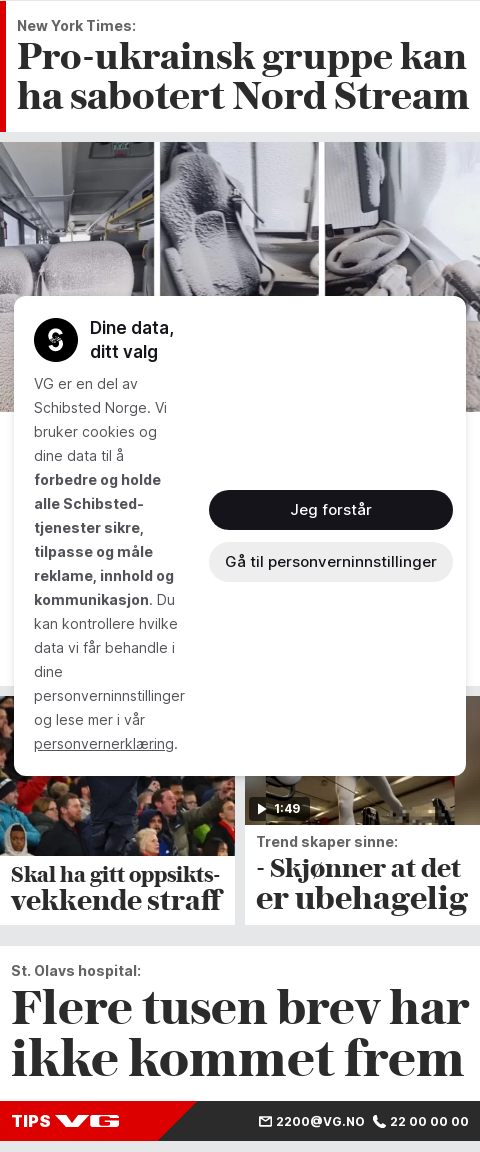 New York Times:
Pro-ukrainsk gruppe kan
ha sabotert Nord Stream
Dine data,
ditt valg
VG er en del av
Schibsted Norge. Vi
bruker cookies og
dine data til å
forbedre og holde
alle Schibsted-
tjenester sikre,
tilpasse og måle
reklame, innhold og
kommunikasjon. Du
kan kontrollere hvilke
data vi får behandle i
dine
personverninnstillinger
og lese mer i vår
personvernerklæring.
Jeg forstår
Gå til personverninnstillinger
1:49
Skal ha gitt oppsikts-
vekkende straff
Trend skaper sinne:
- Skjønner at det
er ubehagelig
St. Olavs hospital:
Flere tusen brev har
ikke kommet frem
TIPS VG 2200@VG.NO 22 00 00 00